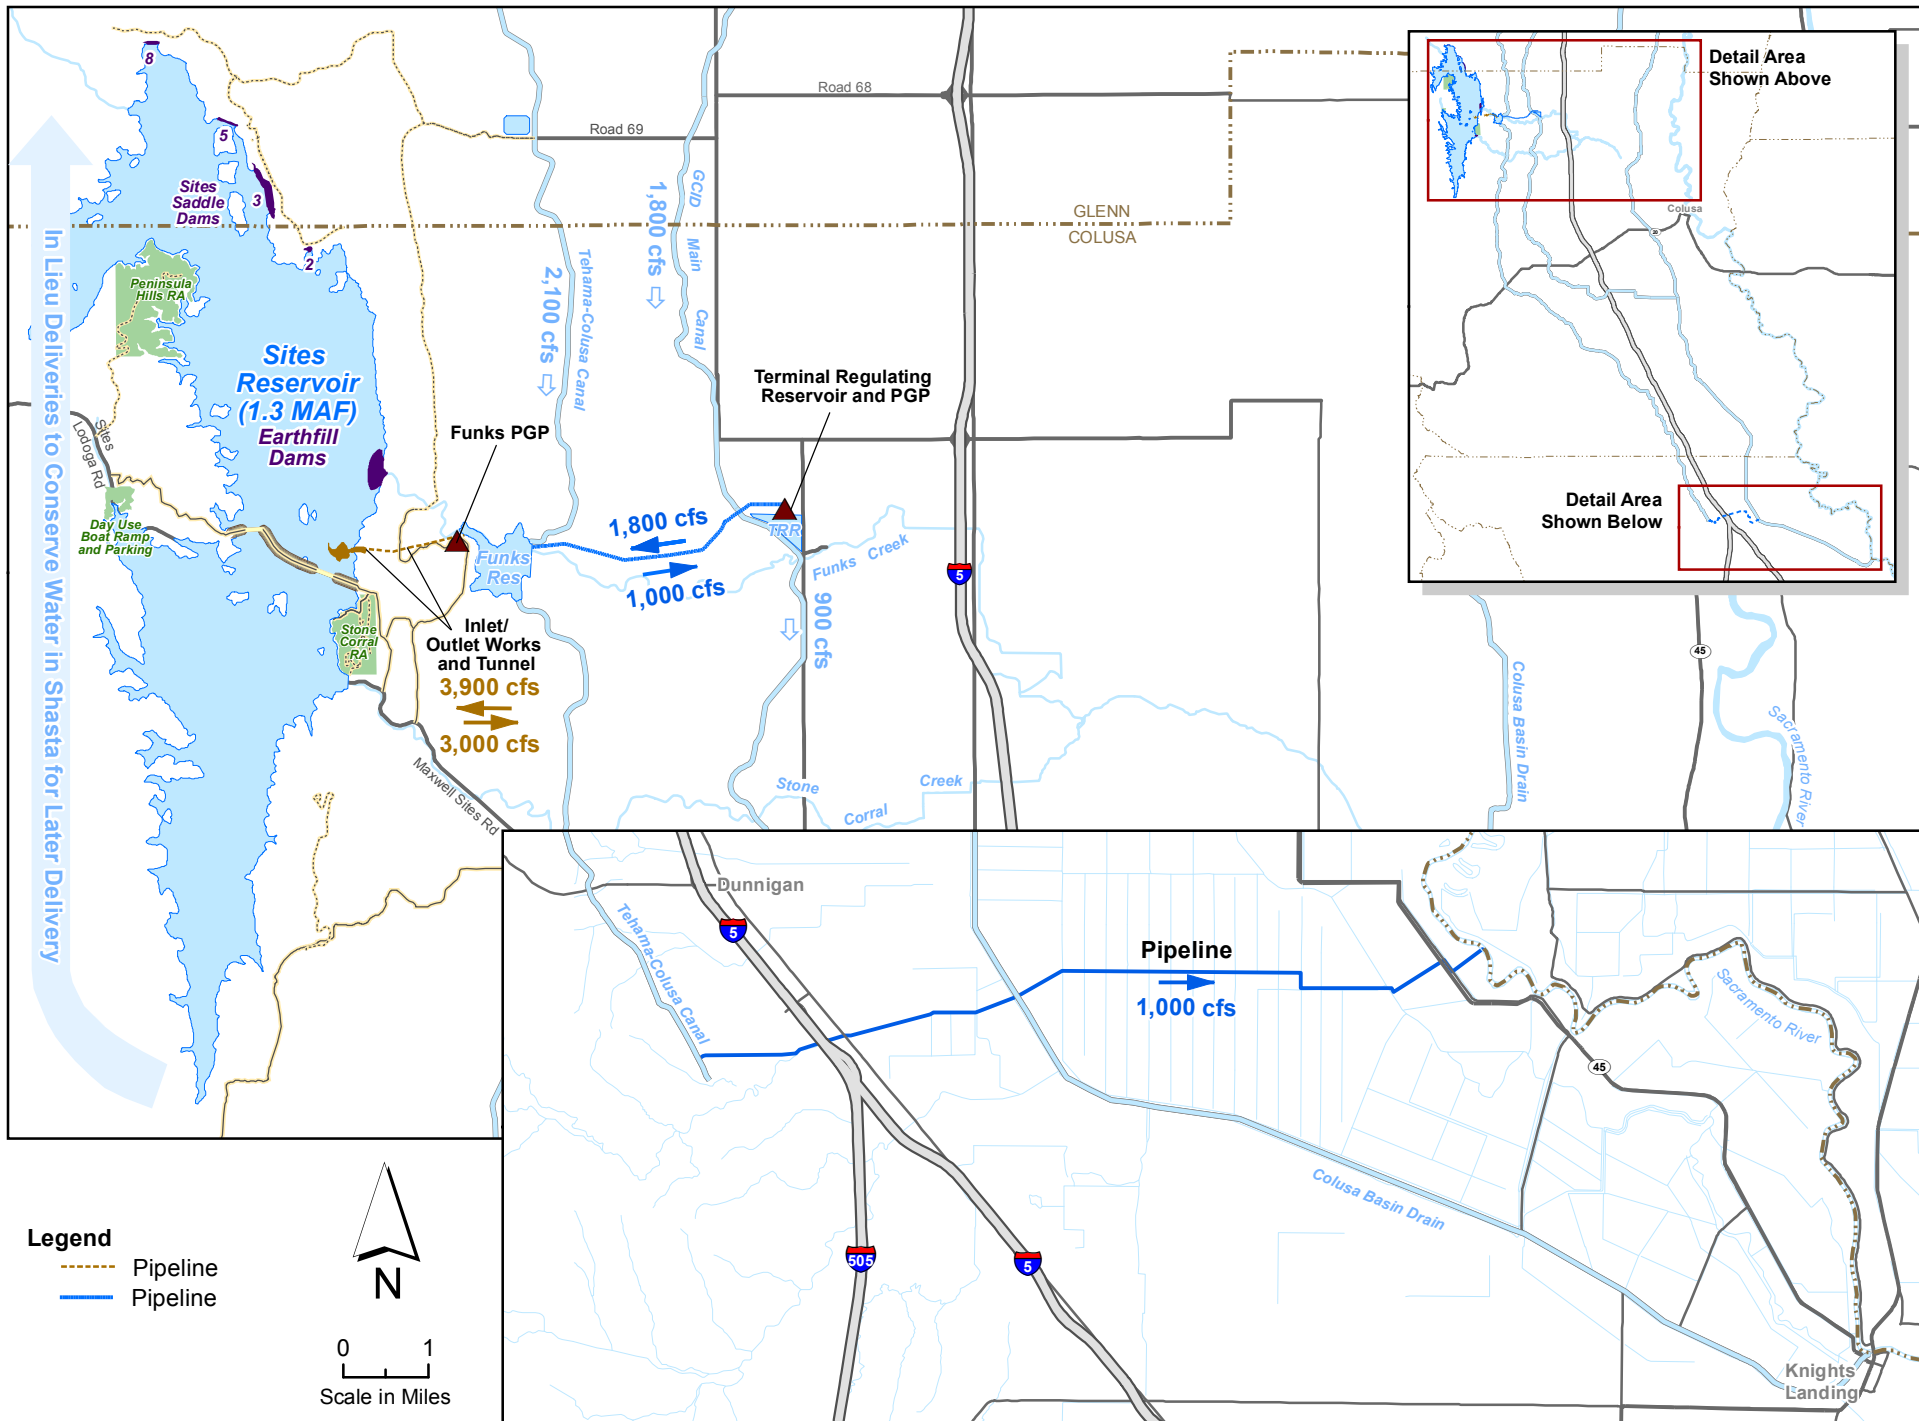 8
5
3
2
Sites
Saddle
Dams
In Lieu Deliveries to Conserve Water in Shasta for Later Delivery
Peninsula
Hills RA
Sites
Reservoir
(1.3 MAF)
Earthfill
Dams
Sites
Lodoga Rd
Day Use
Boat Ramp
and Parking
Stone
Corral
RA
Funks PGP
Funks
Res
Inlet/
Outlet Works
and Tunnel
3,900 cfs
3,000 cfs
Maxwell Sites Rd
Road 69
Road 68
2,100 cfs
Tehama-Colusa Canal
1,800 cfs
GCID Main Canal
GLENN
COLUSA
Terminal Regulating
Reservoir and PGP
TRR
1,800 cfs
1,000 cfs
900 cfs
Funks Creek
5
Stone Corral Creek
Detail Area
Shown Above
Colusa
20
Detail Area
Shown Below
45
Colusa Basin Drain
Sacramento River
Dunnigan
5
Tehama-Colusa Canal
Pipeline
1,000 cfs
Sacramento River
45
Colusa Basin Drain
505
5
Knights
Landing
Legend
Pipeline
Pipeline
N
0 1
Scale in Miles